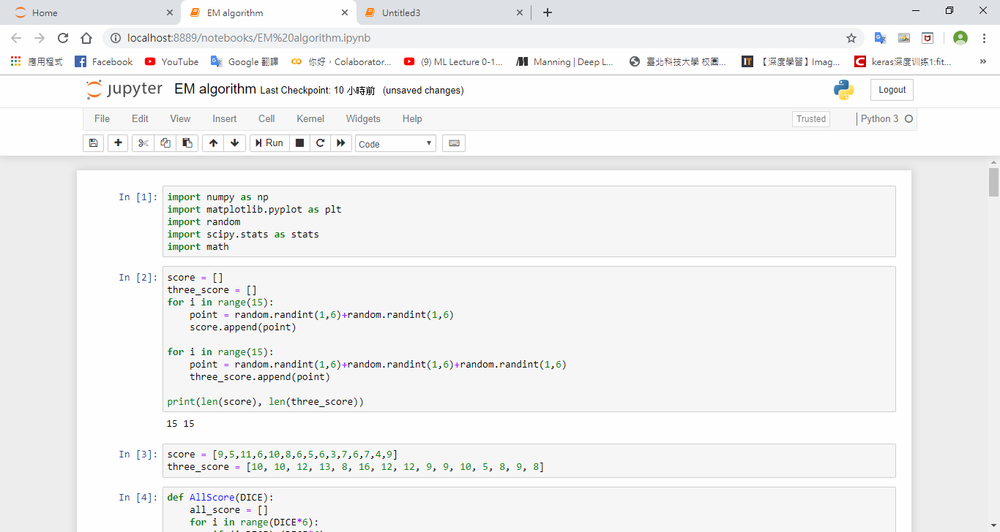 Home
EM algorithm
Untitled3
localhost:8889/notebooks/EM%20algorithm.ipynb
應用程式
Facebook
YouTube
Google 翻譯
你好，Colaborator...
(9) ML Lecture 0-1...
Manning | Deep L...
臺北科技大學 校園...
【深度學習】Imag...
keras深度训练1:fit...
»
jupyter EM algorithm Last Checkpoint: 10 小時前 (unsaved changes)
Logout
File Edit View Insert Cell Kernel Widgets Help
Trusted
Python 3
Run
Code
In [1]:
import numpy as np
import matplotlib.pyplot as plt
import random
import scipy.stats as stats
import math
In [2]:
score = []
three_score = []
for i in range(15):
    point = random.randint(1,6)+random.randint(1,6)
    score.append(point)
for i in range(15):
    point = random.randint(1,6)+random.randint(1,6)+random.randint(1,6)
    three_score.append(point)
print(len(score), len(three_score))
15 15
In [3]:
score = [9,5,11,6,10,8,6,5,6,3,7,6,7,4,9]
three_score = [10, 10, 12, 13, 8, 16, 12, 12, 9, 9, 10, 5, 8, 9, 8]
In [4]:
def AllScore(DICE):
    all_score = []
    for i in range(DICE*6):